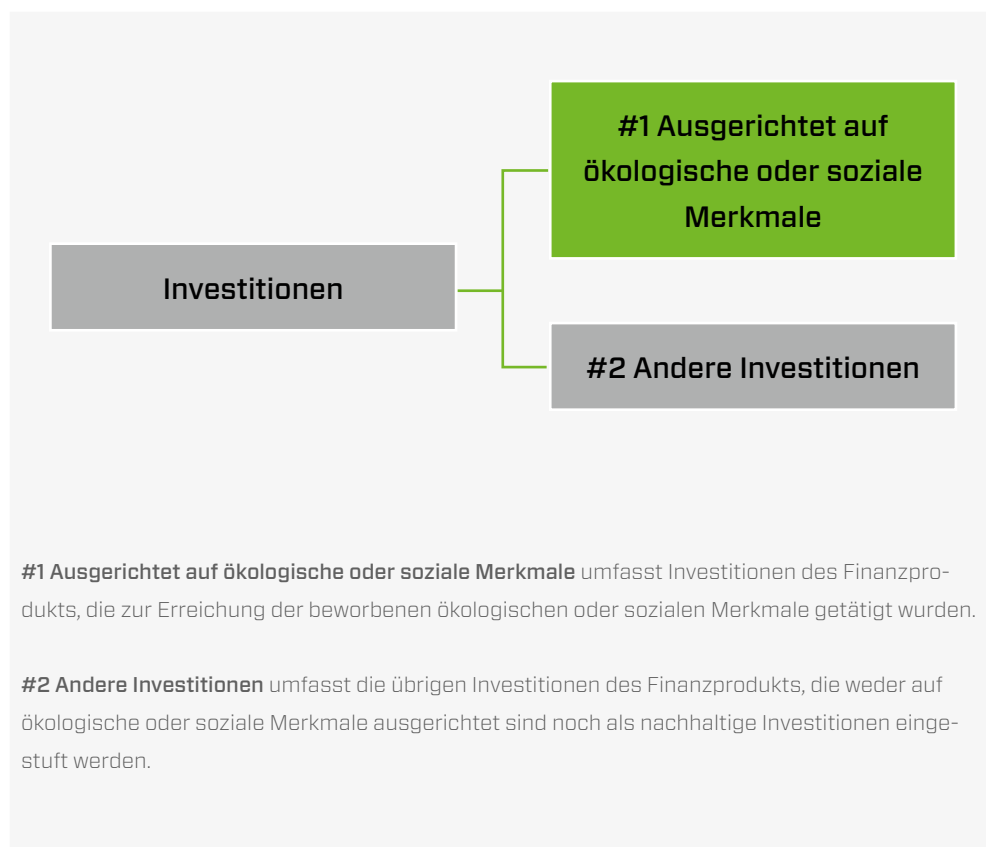 #1 Ausgerichtet auf
ökologische oder soziale
Merkmale
Investitionen
#2 Andere Investitionen
#1 Ausgerichtet auf ökologische oder soziale Merkmale umfasst Investitionen des Finanzpro-
dukts, die zur Erreichung der beworbenen ökologischen oder sozialen Merkmale getätigt wurden.
#2 Andere Investitionen umfasst die übrigen Investitionen des Finanzprodukts, die weder auf
ökologische oder soziale Merkmale ausgerichtet sind noch als nachhaltige Investitionen einge-
stuft werden.